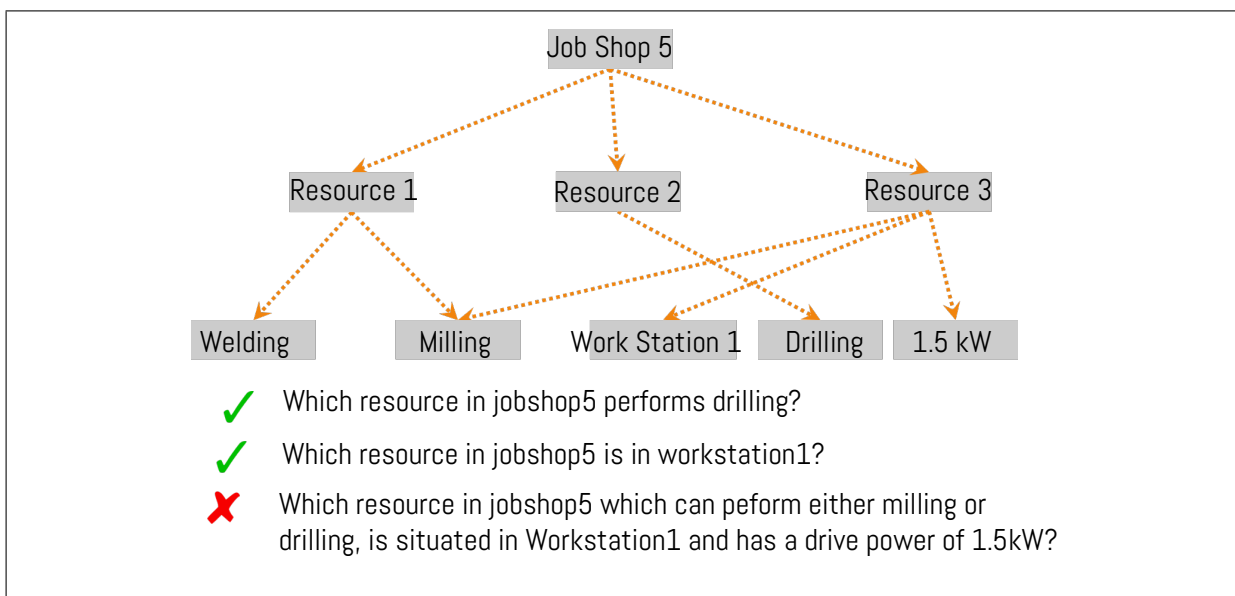 Job Shop 5
Resource 1
Resource 2
Resource 3
Welding
Milling
Work Station 1
Drilling
1.5 kW
Which resource in jobshop5 performs drilling?
Which resource in jobshop5 is in workstation1?
Which resource in jobshop5 which can peform either milling or
drilling, is situated in Workstation1 and has a drive power of 1.5kW?